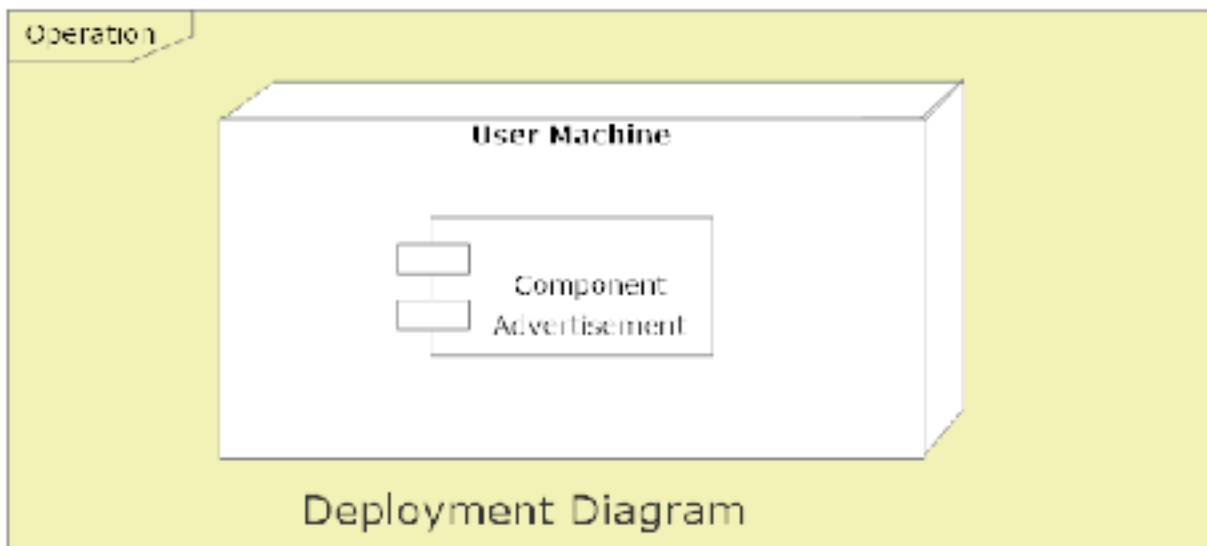 Operation
User Machine
Component
Advertisement
Deployment Diagram